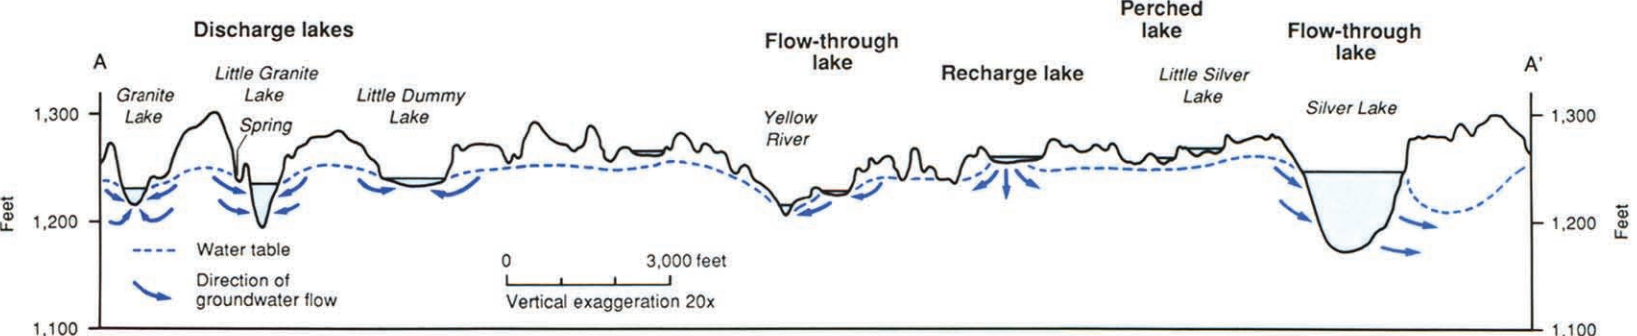 Discharge lakes
Flow-through
lake
Recharge lake
Perched
lake
Flow-through
lake
A
A'
Granite
Lake
Little Granite
Lake
Spring
Little Dummy
Lake
Yellow
River
Little Silver
Lake
Silver Lake
1,300
1,200
1,100
Feet
1,300
1,200
1,100
Feet
Water table
Direction of
groundwater flow
0 3,000 feet
Vertical exaggeration 20x